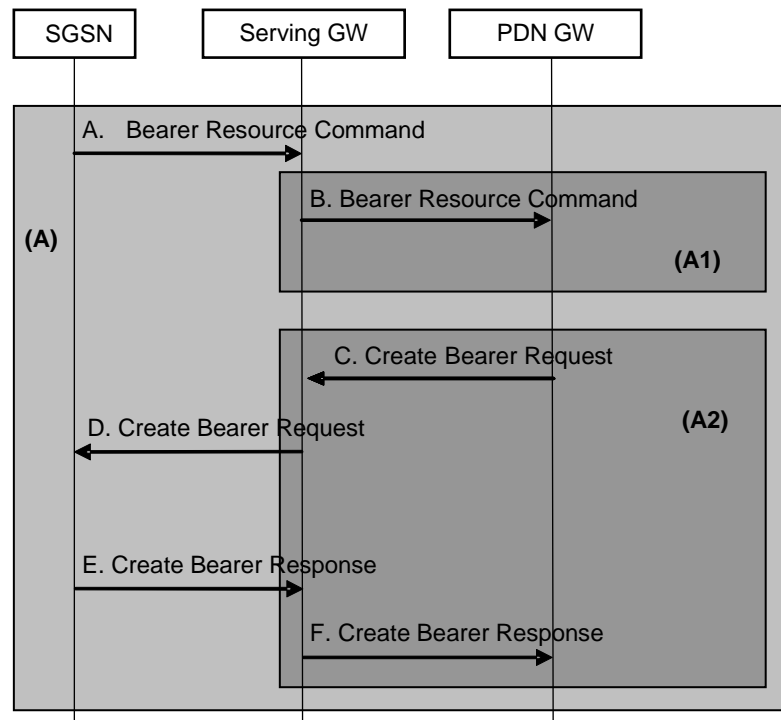 SGSN
Serving GW
PDN GW
A. Bearer Resource Command
B. Bearer Resource Command
(A)
(A1)
C. Create Bearer Request
(A2)
D. Create Bearer Request
E. Create Bearer Response
F. Create Bearer Response